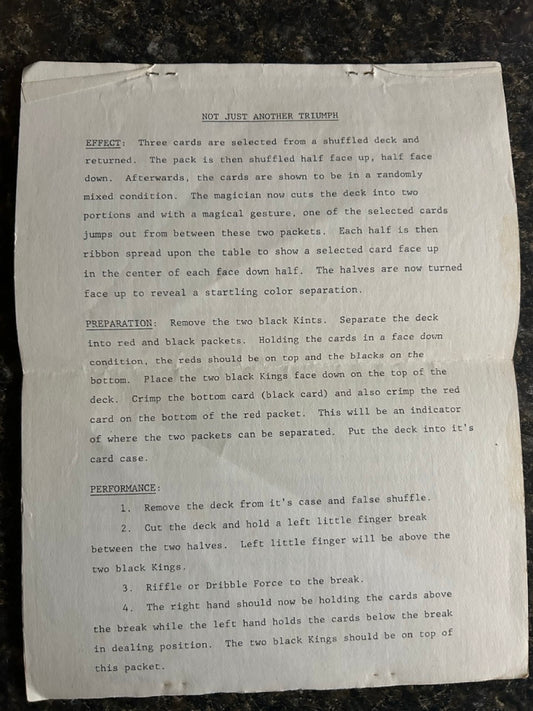 NOT JUST ANOTHER TRIUMPH
EFFECT: Three cards are selected from a shuffled deck and
returned. The pack is then shuffled half face up, half face
down. Afterwards, the cards are shown to be in a randomly
mixed condition. The magician now cuts the deck into two
portions and with a magical gesture, one of the selected cards
jumps out from between these two packets. Each half is then
ribbon spread upon the table to show a selected card face up
in the center of each face down half. The halves are now turned
face up to reveal a startling color separation.
PREPARATION: Remove the two black Kints. Separate the deck
into red and black packets. Holding the cards in a face down
condition, the reds should be on top and the blacks on the
bottom. Place the two black Kings face down on the top of the
deck. Crimp the bottom card (black card) and also crimp the red
card on the bottom of the red packet. This will be an indicator
of where the two packets can be separated. Put the deck into it's
card case.
PERFORMANCE:
1. Remove the deck from it's case and false shuffle.
2. Cut the deck and hold a left little finger break
between the two halves. Left little finger will be above the
two black Kings.
3. Riffle or Dribble Force to the break.
4. The right hand should now be holding the cards above
the break while the left hand holds the cards below the break
in dealing position. The two black Kings should be on top of
this packet.